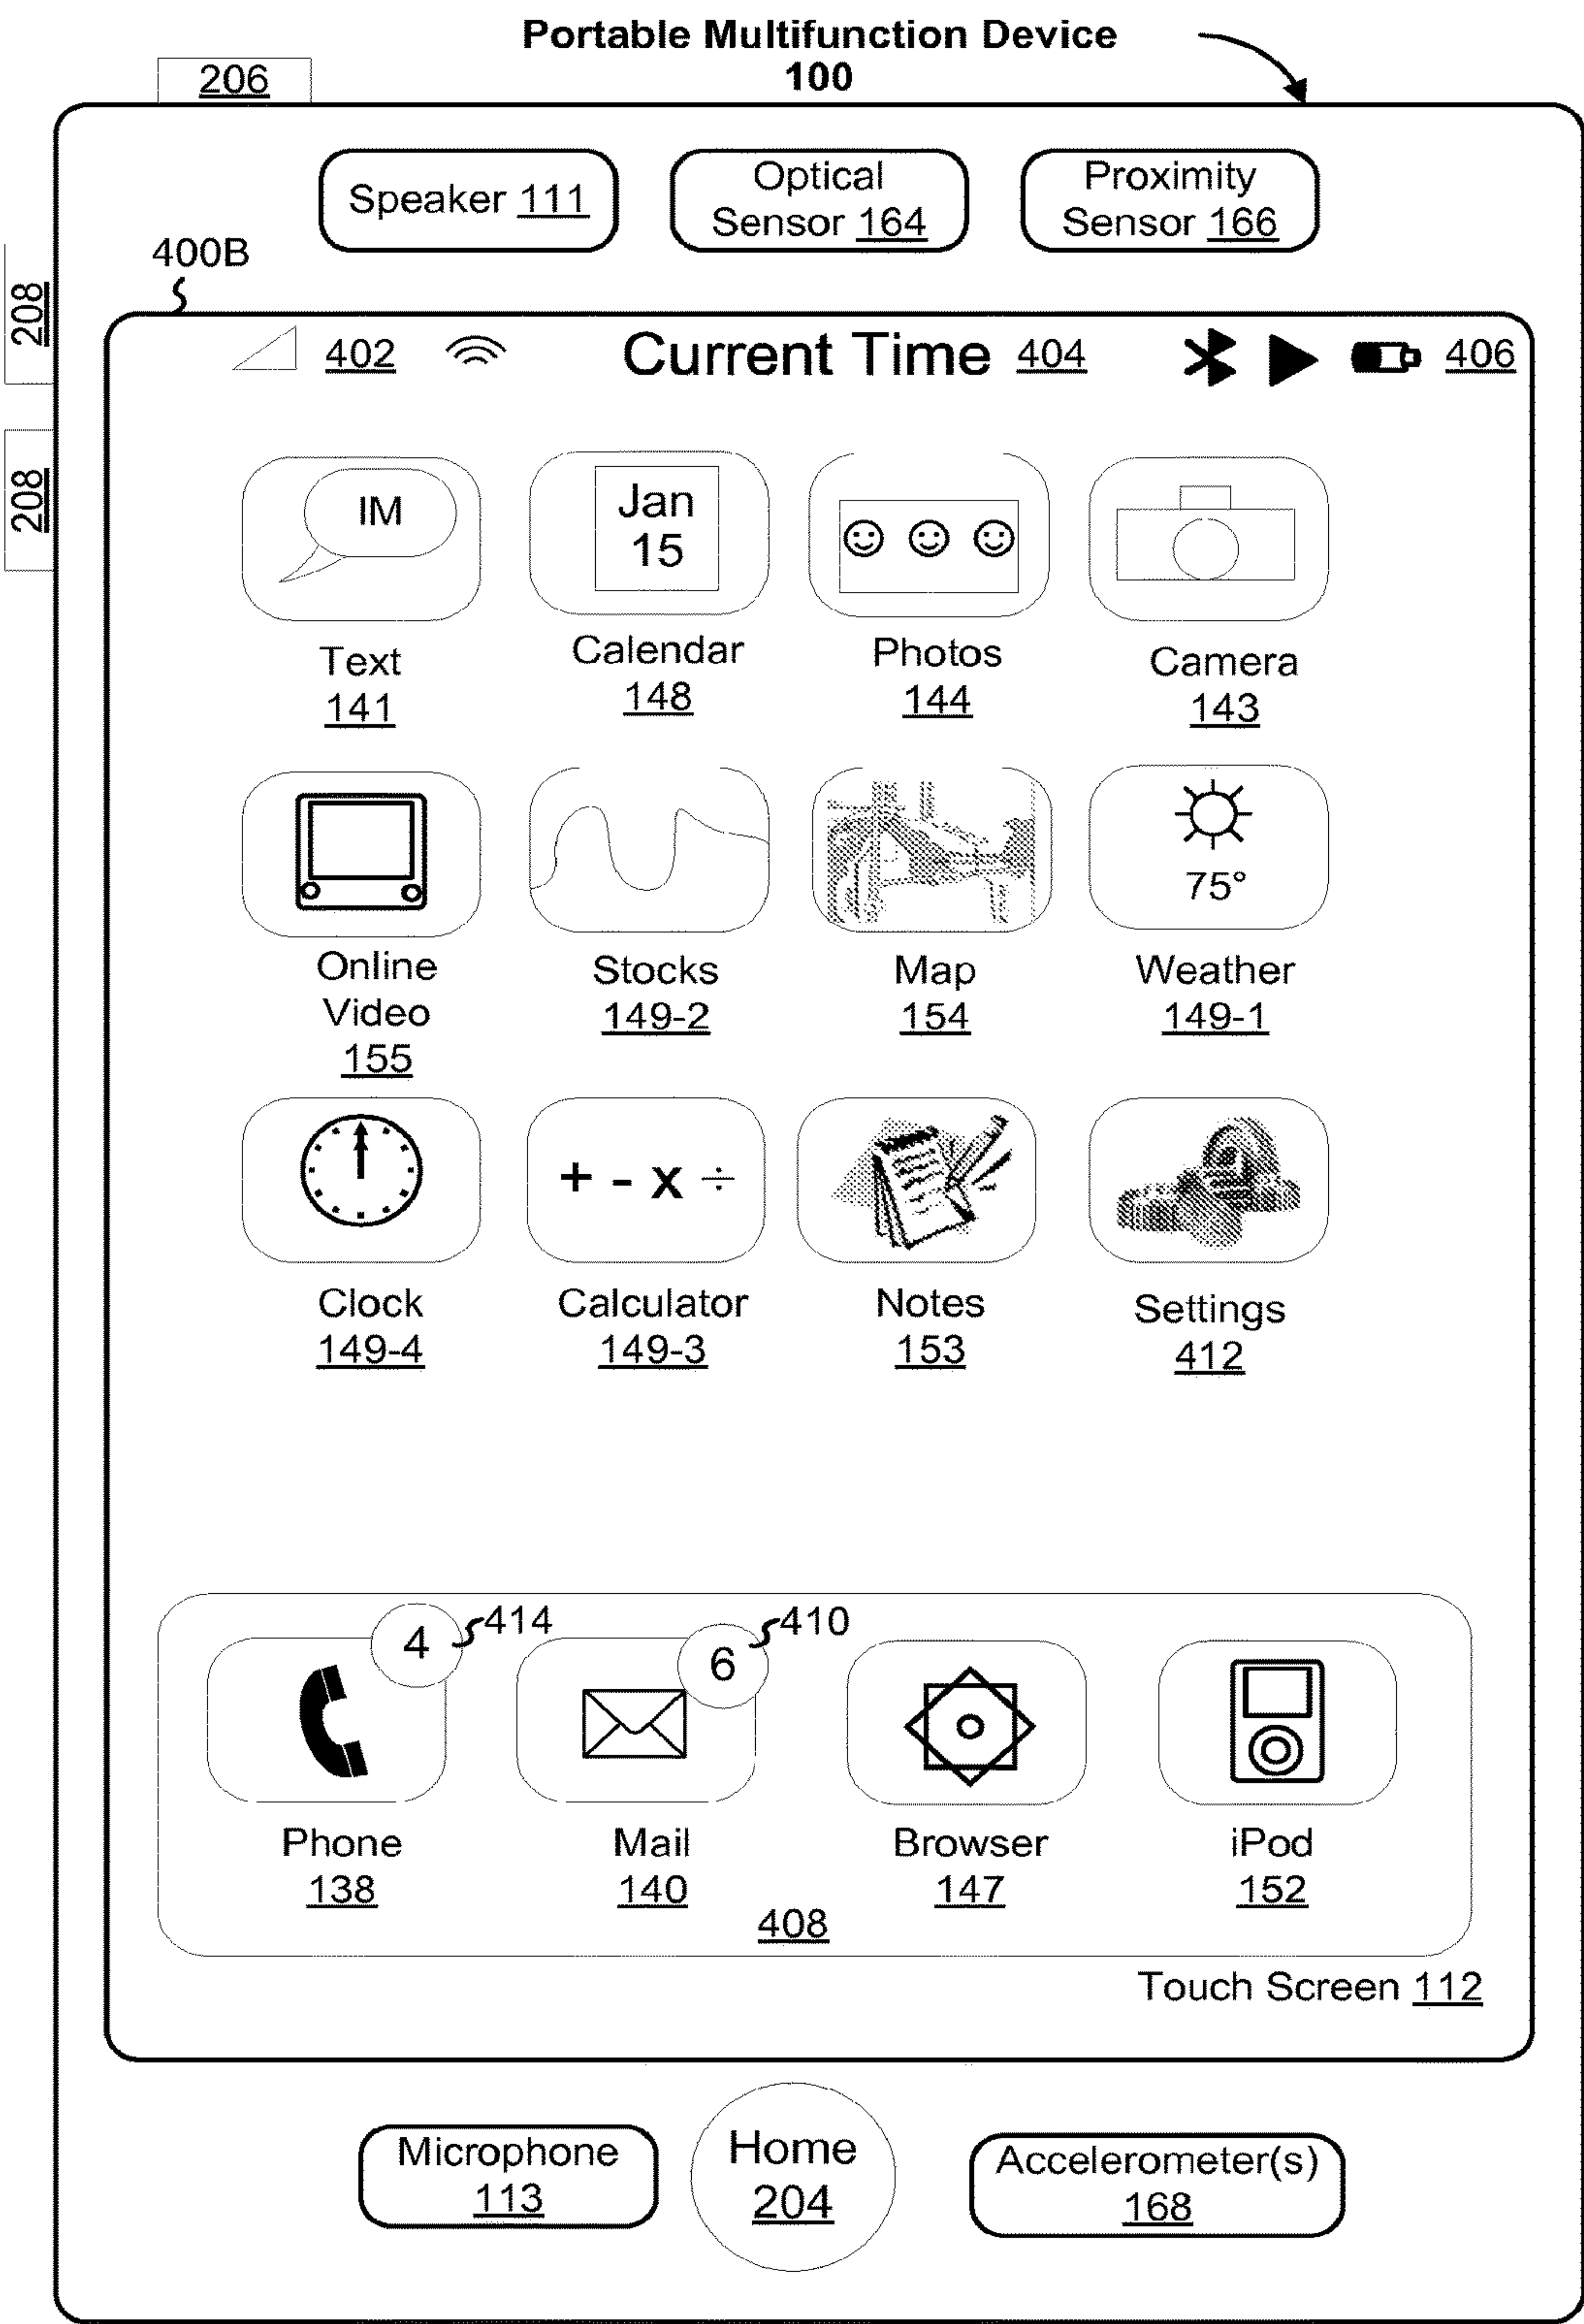 Portable Multifunction Device
100
206
Speaker 111
Optical
Sensor 164
Proximity
Sensor 166
400B
208
208
402
Current Time 404
406
IM
Jan
15
Text
141
Calendar
148
Photos
144
Camera
143
75°
Online
Video
155
Stocks
149-2
Map
154
Weather
149-1
+ - x ÷
Clock
149-4
Calculator
149-3
Notes
153
Settings
412
4
414
6
410
Phone
138
Mail
140
Browser
147
iPod
152
408
Touch Screen 112
Microphone
113
Home
204
Accelerometer(s)
168